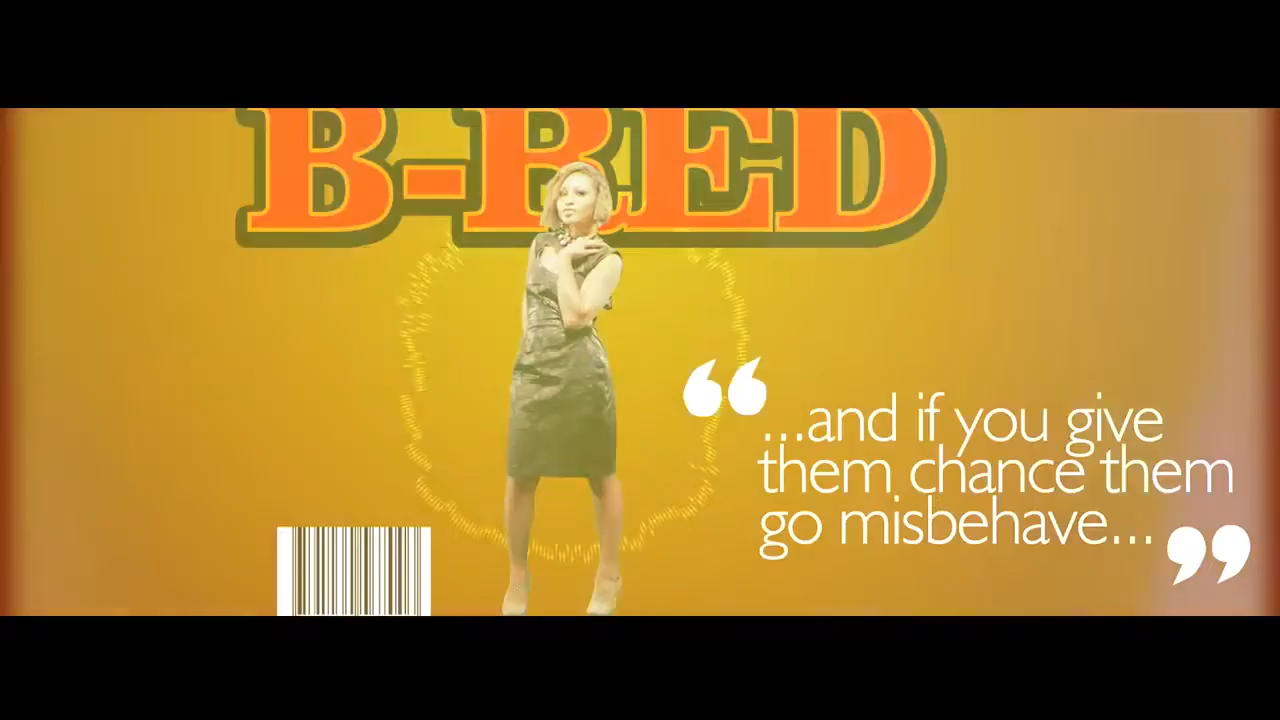 B-RED
“...and if you give
them chance them
go misbehave...”